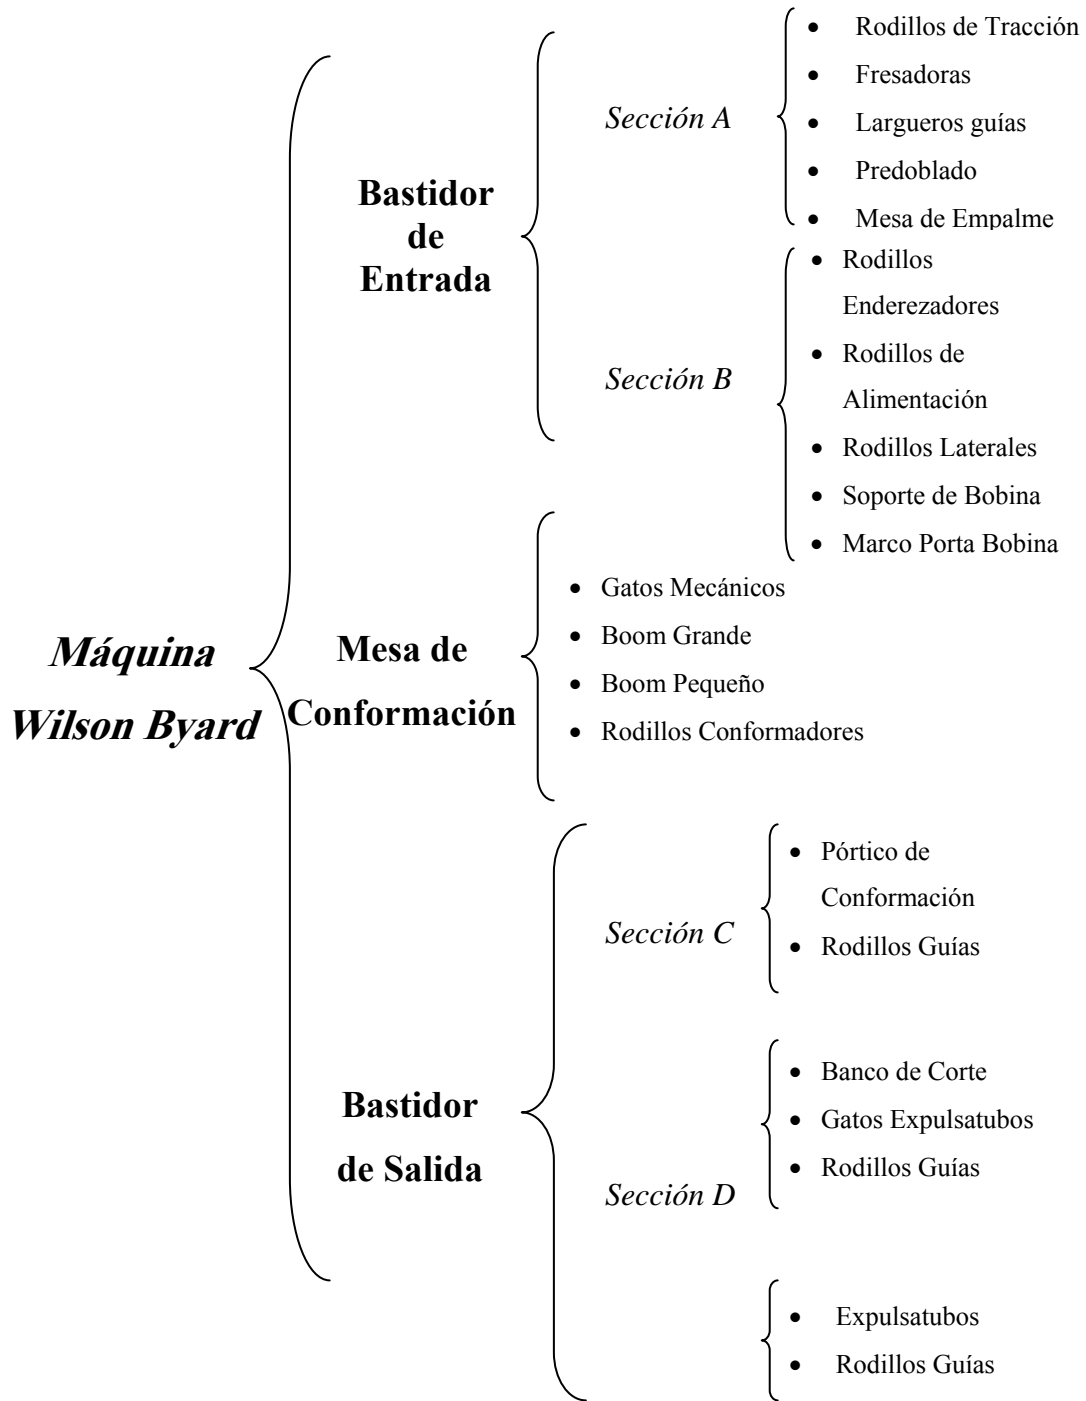 Máquina
Wilson Byard
Bastidor
de
Entrada
Sección A
• Rodillos de Tracción
• Fresadoras
• Largueros guías
• Predoblado
• Mesa de Empalme
Sección B
• Rodillos
Enderezadores
• Rodillos de
Alimentación
• Rodillos Laterales
• Soporte de Bobina
• Marco Porta Bobina
Mesa de
Conformación
• Gatos Mecánicos
• Boom Grande
• Boom Pequeño
• Rodillos Conformadores
Bastidor
de Salida
Sección C
• Pórtico de
Conformación
• Rodillos Guías
Sección D
• Banco de Corte
• Gatos Expulsatubos
• Rodillos Guías
• Expulsatubos
• Rodillos Guías